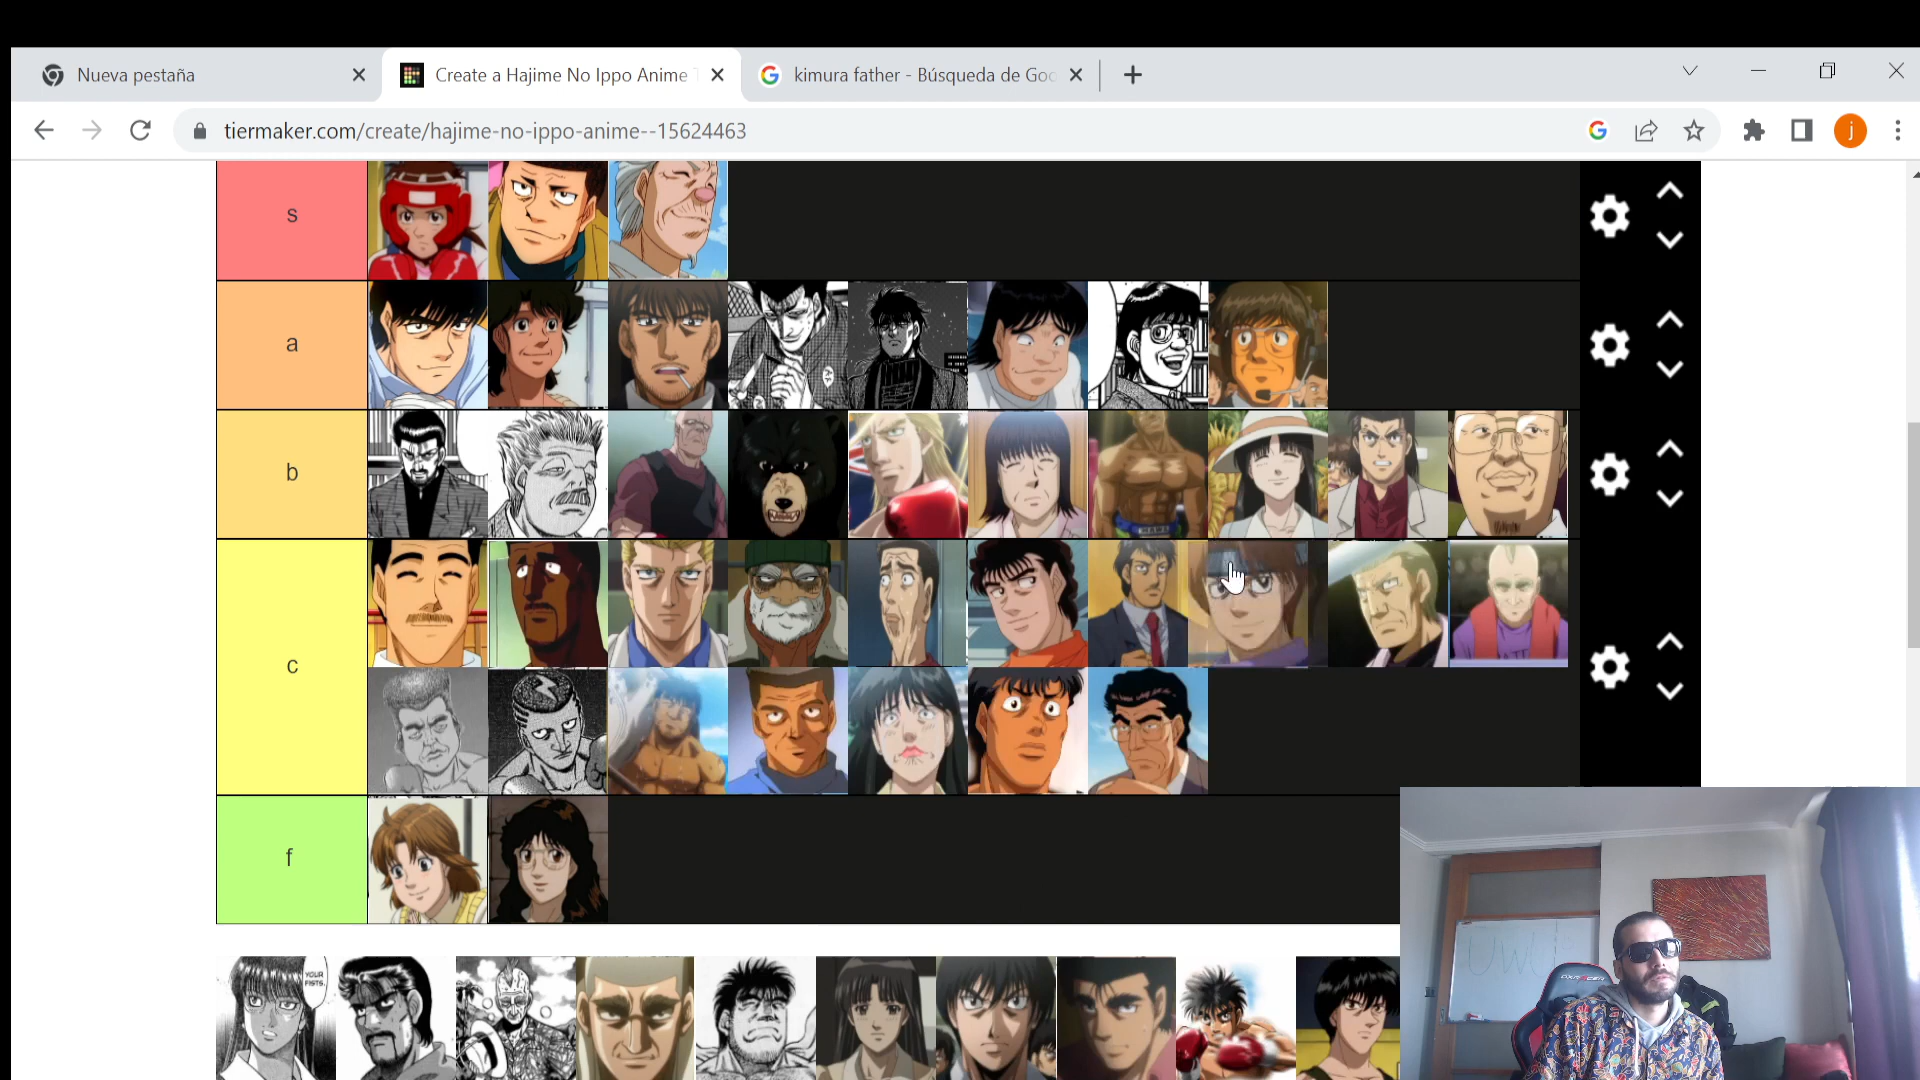 Nueva pestaña
Create a Hajime No Ippo Anime
kimura father - Búsqueda de Goo
tiermaker.com/create/hajime-no-ippo-anime--15624463
j
s
a
b
c
f
YOUR
FISTS.
UWU